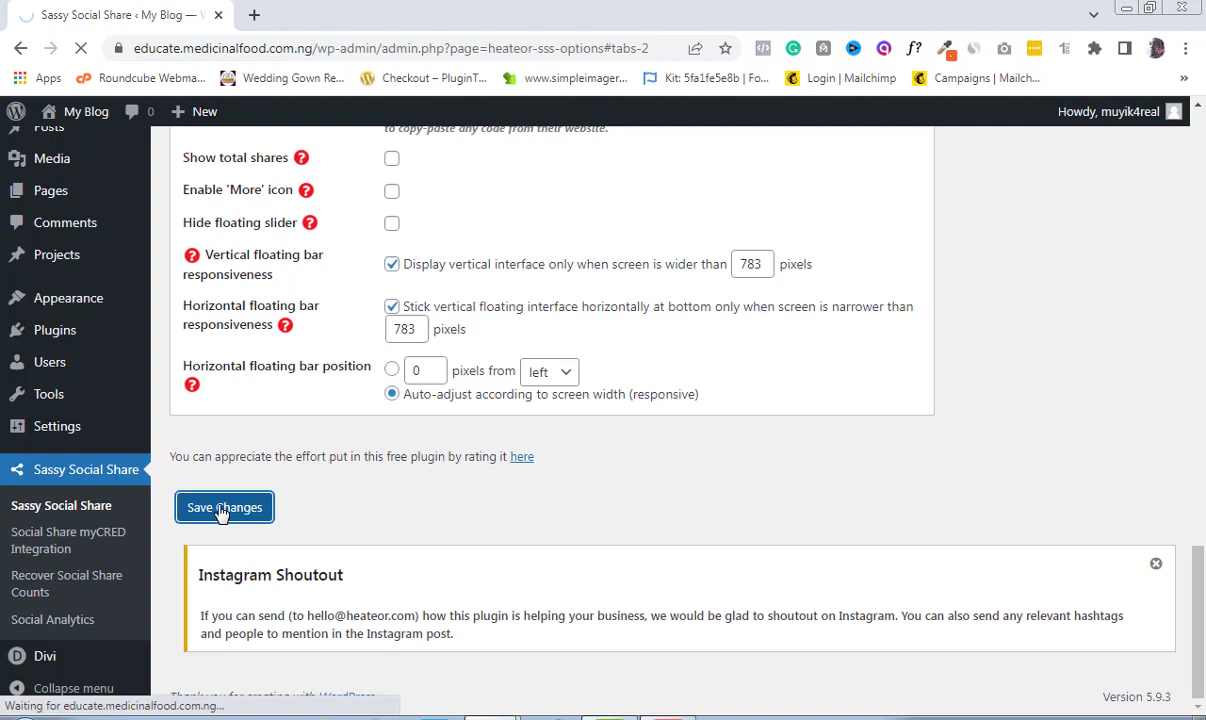 Sassy Social Share ‹ My Blog — W
educate.medicinalfood.com.ng/wp-admin/admin.php?page=heateor-sss-options#tabs-2
Apps
Roundcube Webma...
Wedding Gown Re...
Checkout – PluginT...
www.simpleimager...
Kit: 5fa1fe5e8b | Fo...
Login | Mailchimp
Campaigns | Mailch...
»
My Blog
0
New
Howdy, muyik4real
Posts
Media
Pages
Comments
Projects
Appearance
Plugins
Users
Tools
Settings
Sassy Social Share
Sassy Social Share
Social Share myCRED
Integration
Recover Social Share
Counts
Social Analytics
Divi
Collapse menu
to copy-paste any code from their website.
Show total shares ?
Enable 'More' icon ?
Hide floating slider ?
? Vertical floating bar
responsiveness
Display vertical interface only when screen is wider than 783 pixels
Horizontal floating bar
responsiveness ?
Stick vertical floating interface horizontally at bottom only when screen is narrower than
783 pixels
Horizontal floating bar position
?
0 pixels from left
Auto-adjust according to screen width (responsive)
You can appreciate the effort put in this free plugin by rating it here
Save Changes
Instagram Shoutout
If you can send (to hello@heateor.com) how this plugin is helping your business, we would be glad to shoutout on Instagram. You can also send any relevant hashtags
and people to mention in the Instagram post.
Thank you for creating with WordPress
Version 5.9.3
Waiting for educate.medicinalfood.com.ng...